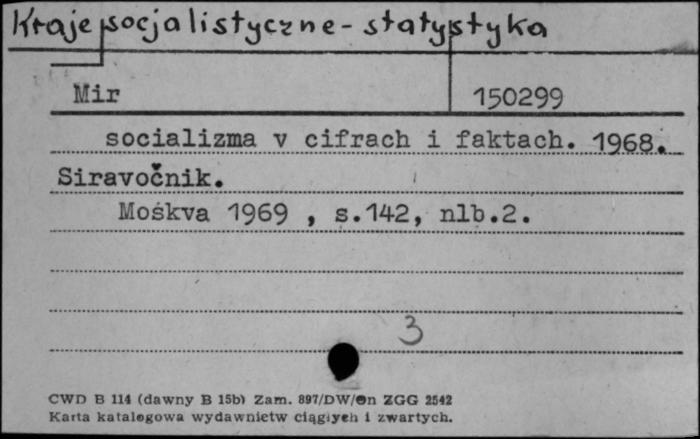 Kraje socjalistyczne - statystyka
Mir 150299
socializma v cifrach i faktach. 1968.
Siravočnik.
Moskva 1969 , s.142, nlb.2.
3
CWD B 114 (dawny B 15b) Zam. 897/DW/On ZGG 2542
Karta katalogowa wydawnictw ciągłych i zwartych.